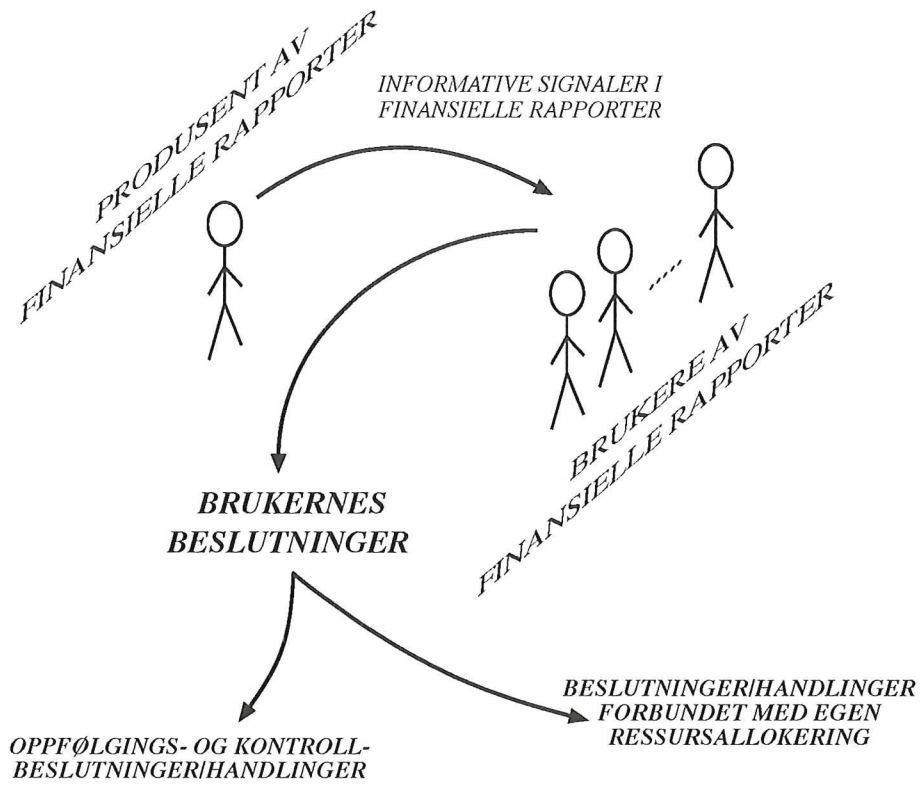 PRODUSENT AV
FINANSIELLE RAPPORTER
INFORMATIVE SIGNALER I
FINANSIELLE RAPPORTER
BRUKERE AV
FINANSIELLE RAPPORTER
BRUKERNES
BESLUTNINGER
BESLUTNINGER/HANDLINGER
FORBUNDET MED EGEN
RESSURSALLOKERING
OPPFØLGINGS- OG KONTROLL-
BESLUTNINGER/HANDLINGER